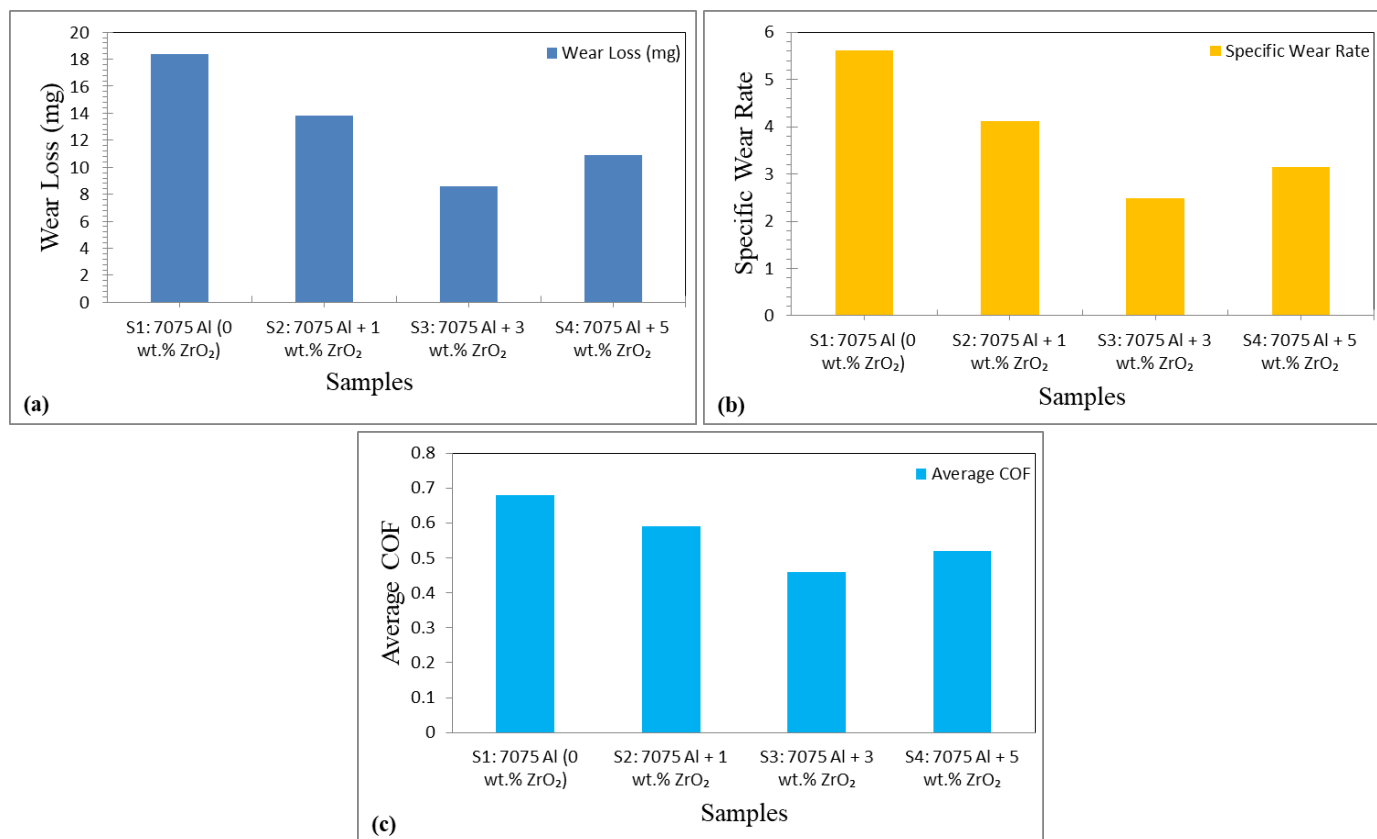 20
18
16
14
12
10
8
6
4
2
0
Wear Loss (mg)
Wear Loss (mg)
S1: 7075 Al (0
wt.% ZrO₂)
S2: 7075 Al + 1
wt.% ZrO₂
S3: 7075 Al + 3
wt.% ZrO₂
S4: 7075 Al + 5
wt.% ZrO₂
Samples
(a)
6
5
4
3
2
1
0
Specific Wear Rate
Specific Wear Rate
S1: 7075 Al (0
wt.% ZrO₂)
S2: 7075 Al + 1
wt.% ZrO₂
S3: 7075 Al + 3
wt.% ZrO₂
S4: 7075 Al + 5
wt.% ZrO₂
Samples
(b)
0.8
0.7
0.6
0.5
0.4
0.3
0.2
0.1
0
Average COF
Average COF
S1: 7075 Al (0
wt.% ZrO₂)
S2: 7075 Al + 1
wt.% ZrO₂
S3: 7075 Al + 3
wt.% ZrO₂
S4: 7075 Al + 5
wt.% ZrO₂
Samples
(c)